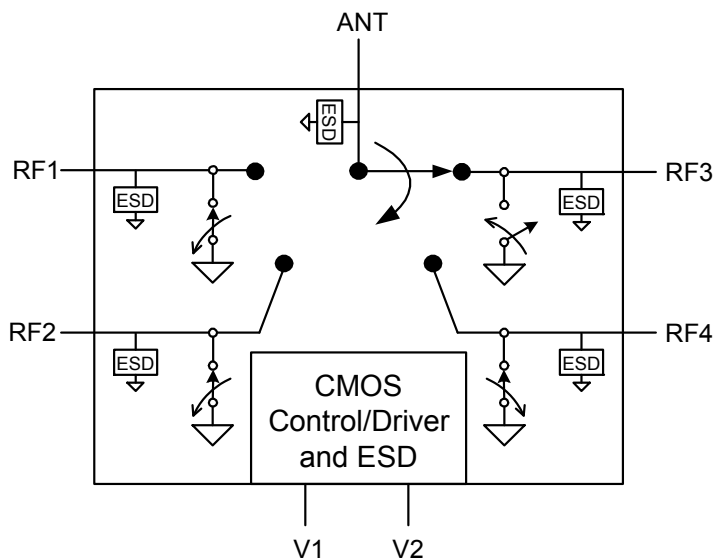 ANT
ESD
RF1
RF3
ESD
ESD
RF2
RF4
ESD
ESD
CMOS
Control/Driver
and ESD
V1
V2